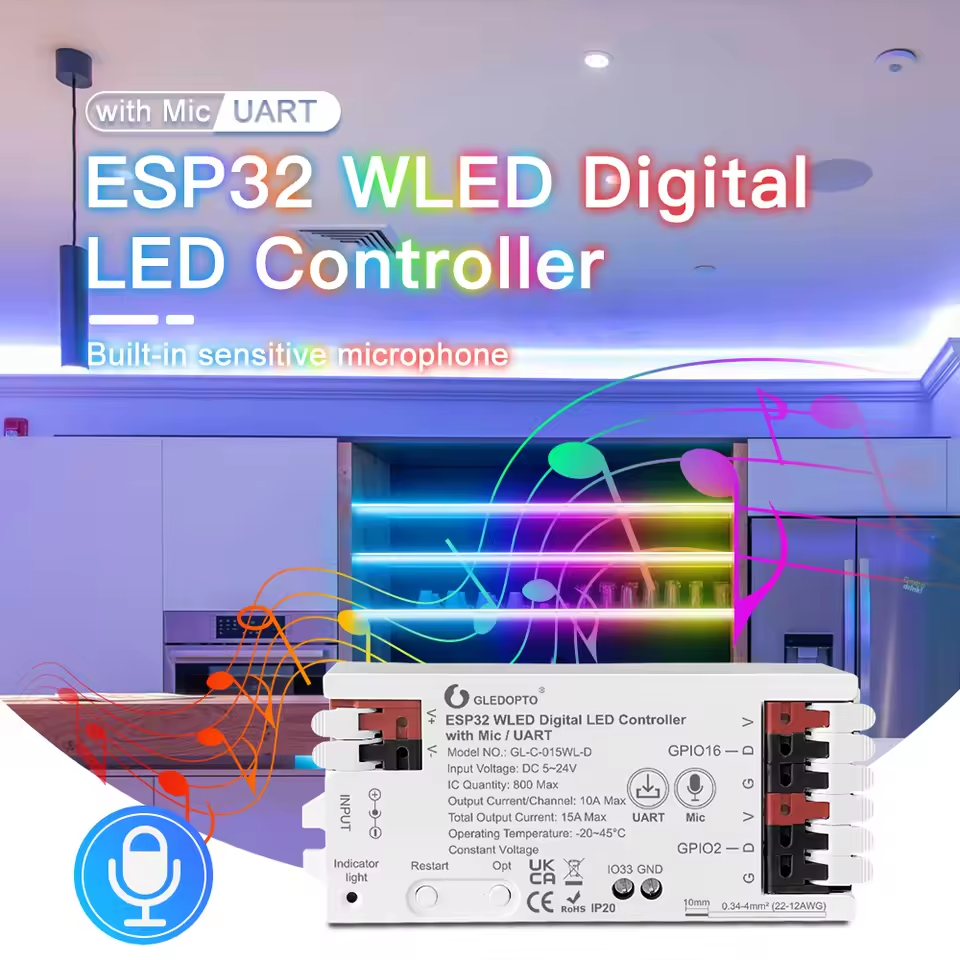 with Mic UART
ESP32 WLED Digital
LED Controller
Built-in sensitive microphone
GLEDOPTO®
ESP32 WLED Digital LED Controller
with Mic / UART
Model NO.: GL-C-015WL-D
Input Voltage: DC 5~24V
IC Quantity: 800 Max
Output Current/Channel: 10A Max
Total Output Current: 15A Max
Operating Temperature: -20~45°C
Constant Voltage
V+
V-
INPUT
Indicator
light
Restart
Opt
UART
Mic
UK
CA
CE
RoHS
IP20
IO33 GND
GPIO16
V
D
G
GPIO2
V
D
G
10mm
0.34-4mm² (22-12AWG)